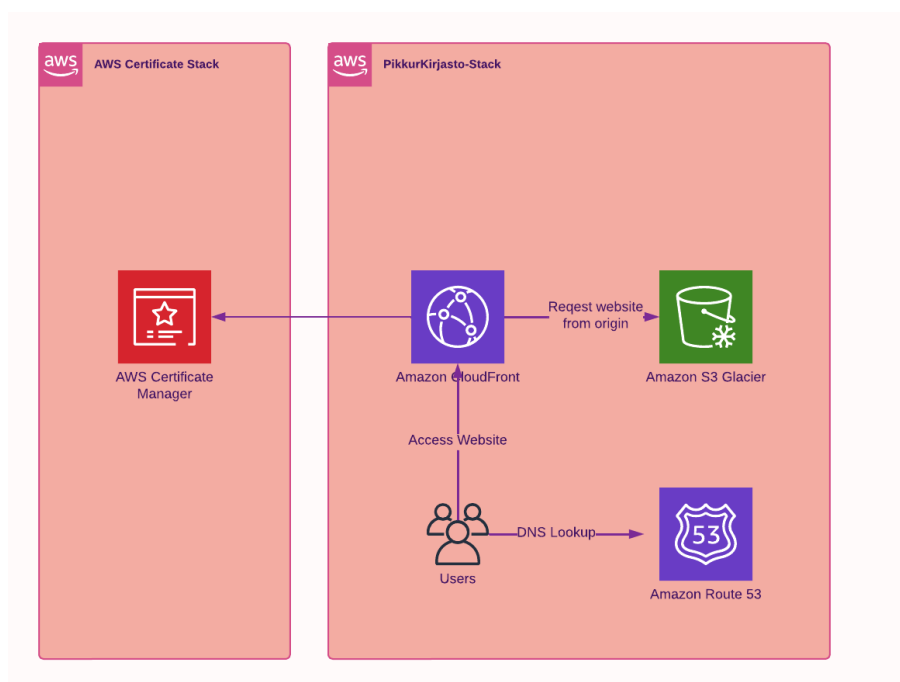 aws
AWS Certificate Stack
aws
PikkurKirjasto-Stack
Reqest website
from origin
AWS Certificate
Manager
Amazon CloudFront
Amazon S3 Glacier
Access Website
DNS Lookup
53
Users
Amazon Route 53